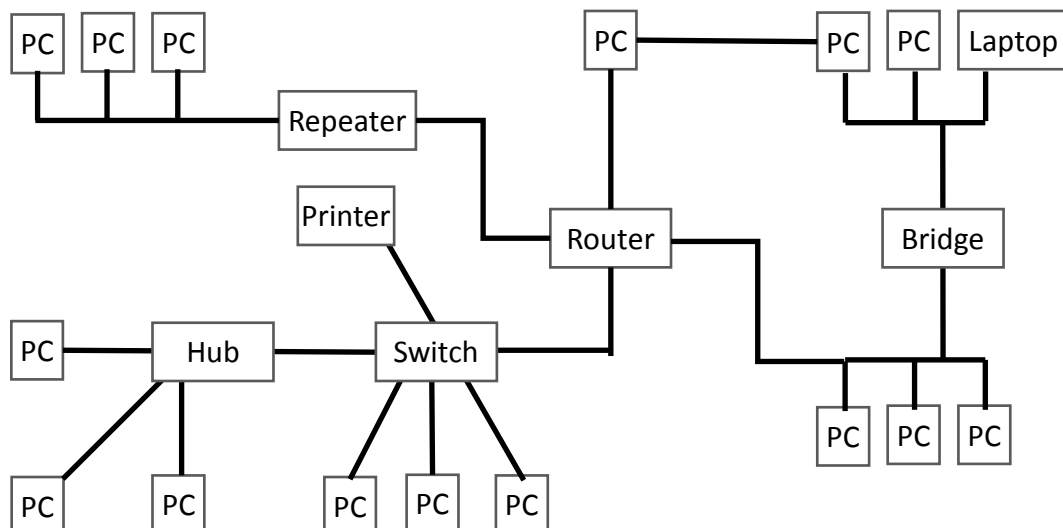 PC PC PC PC PC PC Laptop
Repeater
Printer
Router Bridge
PC Hub Switch
PC PC PC
PC PC PC PC PC